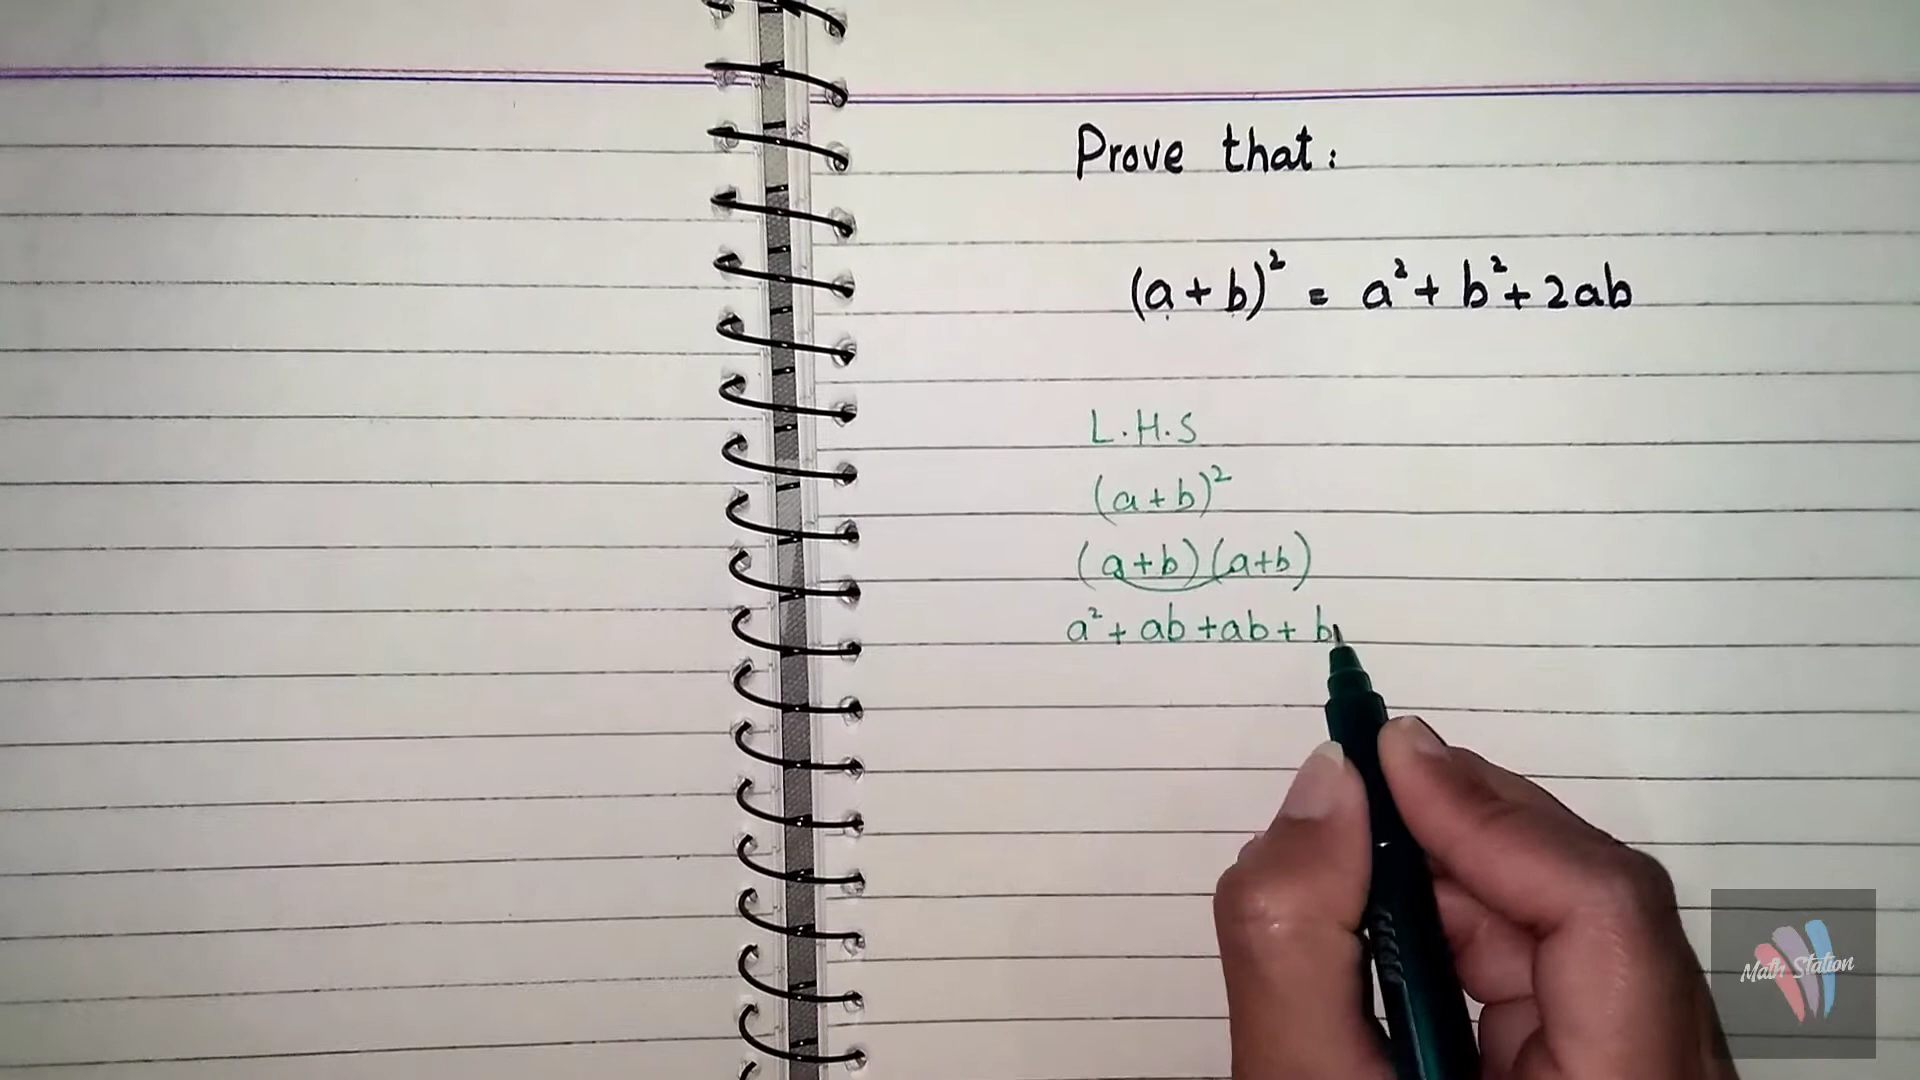 Prove that:
(a + b)² = a² + b² + 2ab
L.H.S
(a+b)²
(a+b)(a+b)
a² + ab +ab + b
Math Station